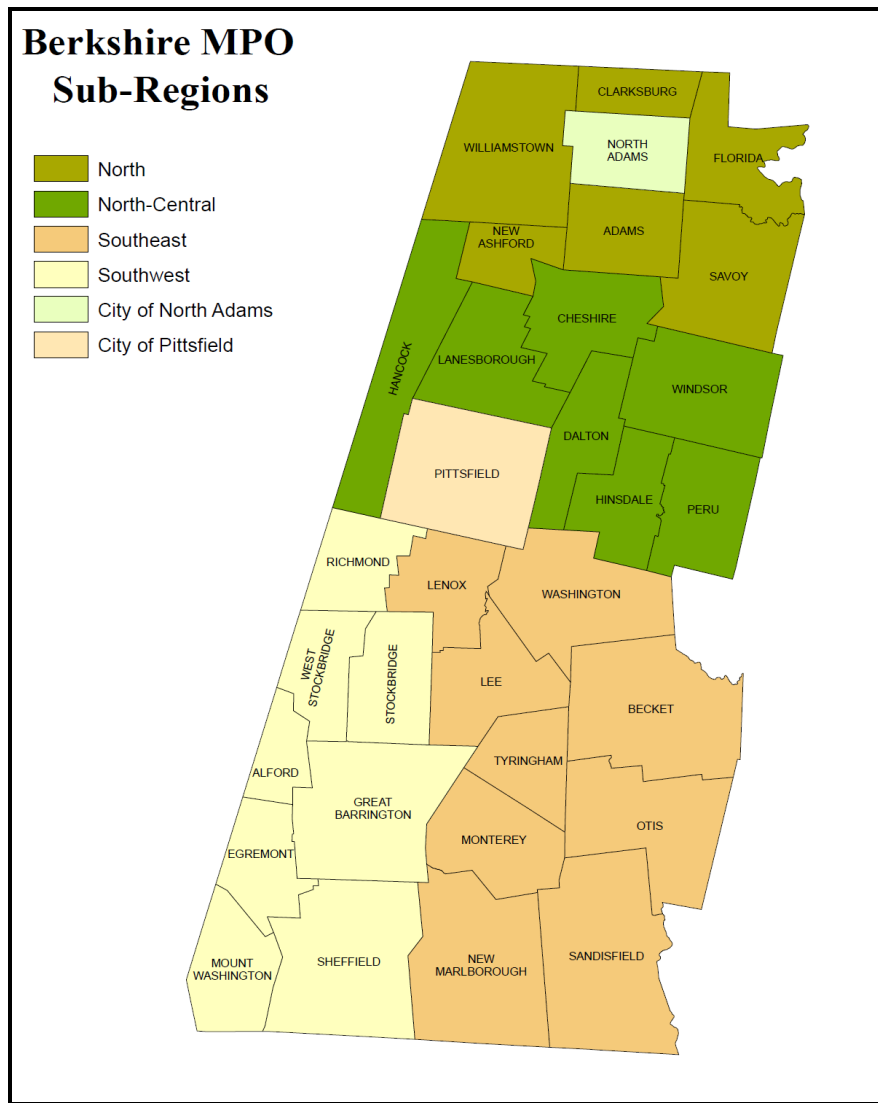 Berkshire MPO
Sub-Regions
North
North-Central
Southeast
Southwest
City of North Adams
City of Pittsfield
CLARKSBURG
WILLIAMSTOWN
NORTH
ADAMS
FLORIDA
NEW
ASHFORD
ADAMS
SAVOY
CHESHIRE
HANCOCK
LANESBOROUGH
WINDSOR
DALTON
PITTSFIELD
HINSDALE
PERU
RICHMOND
LENOX
WASHINGTON
WEST
STOCKBRIDGE
STOCKBRIDGE
LEE
BECKET
TYRINGHAM
ALFORD
GREAT
BARRINGTON
OTIS
MONTEREY
EGREMONT
MOUNT
WASHINGTON
SHEFFIELD
NEW
MARLBOROUGH
SANDISFIELD